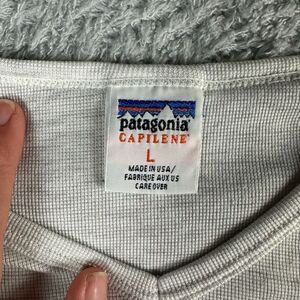 patagonia®
CAPILENE®
L
MADE IN USA/
FABRIQUE AUX US
CARE OVER